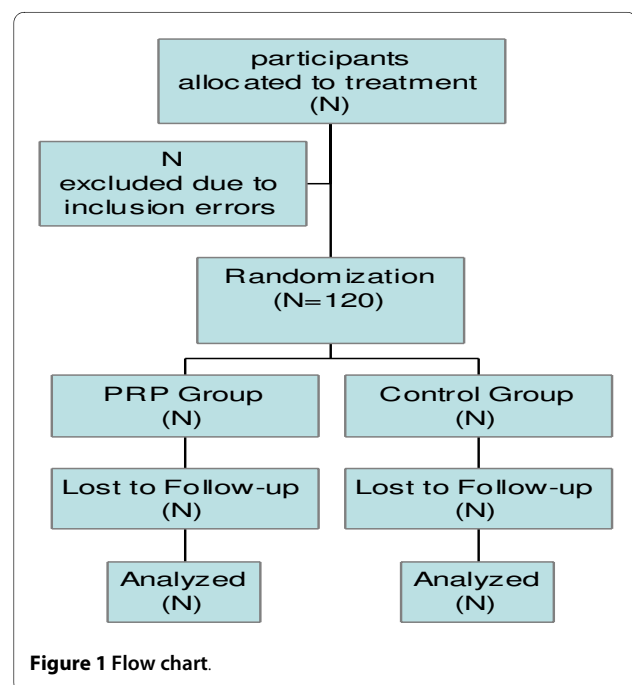 participants
allocated to treatment
(N)
N
excluded due to
inclusion errors
Randomization
(N=120)
PRP Group
(N)
Control Group
(N)
Lost to Follow-up
(N)
Lost to Follow-up
(N)
Analyzed
(N)
Analyzed
(N)
Figure 1 Flow chart.